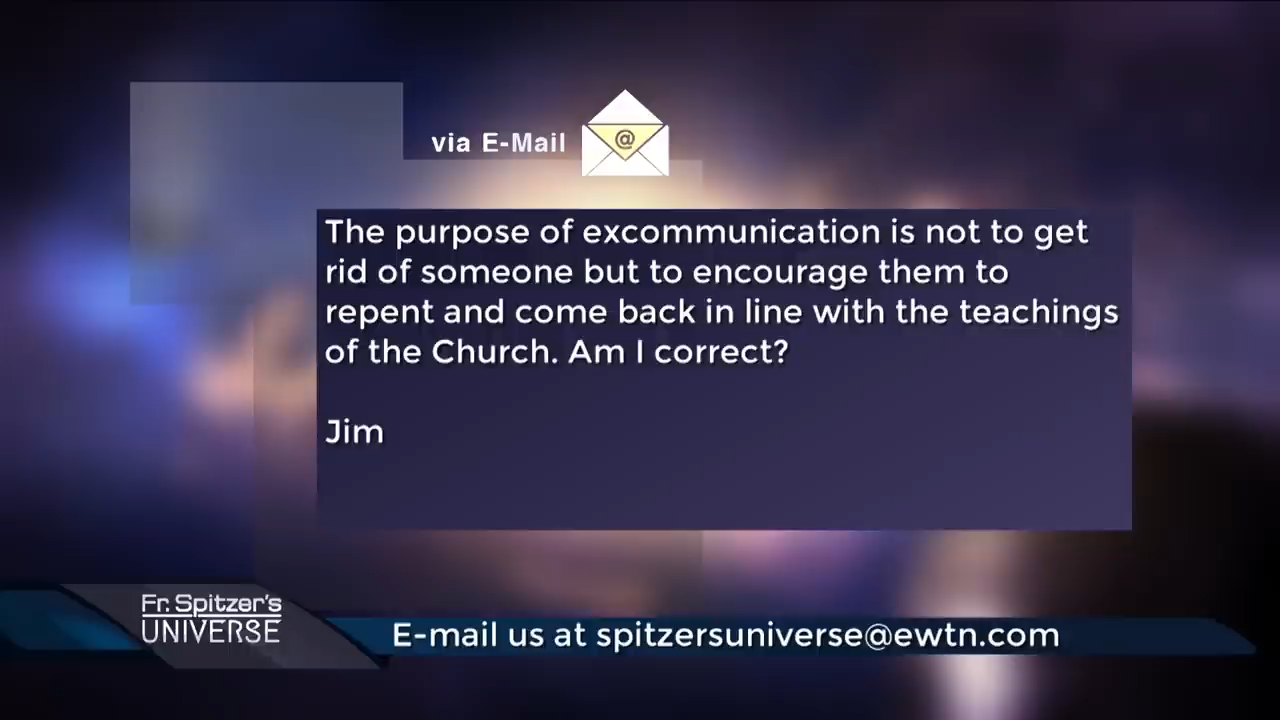 via E-Mail
@
The purpose of excommunication is not to get
rid of someone but to encourage them to
repent and come back in line with the teachings
of the Church. Am I correct?
Jim
Fr. Spitzer's
UNIVERSE
E-mail us at spitzersuniverse@ewtn.com